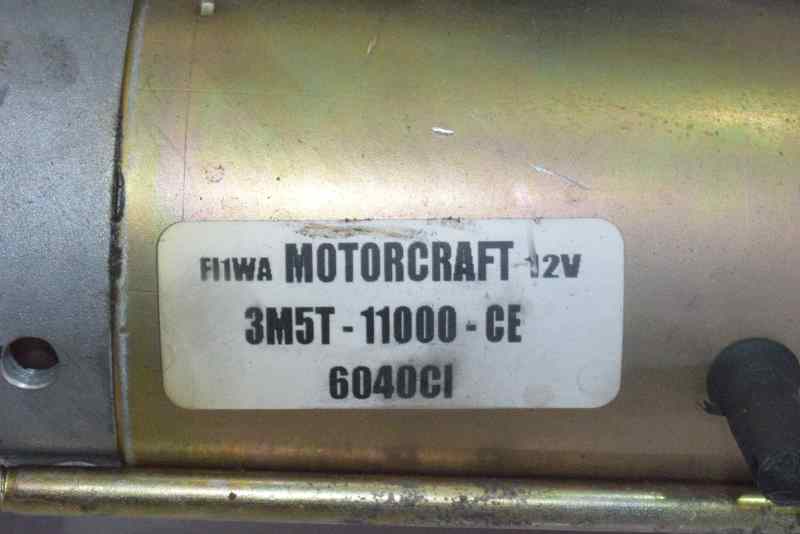 FI1WA MOTORCRAFT 12V
3M5T - 11000 - CE
6040CI